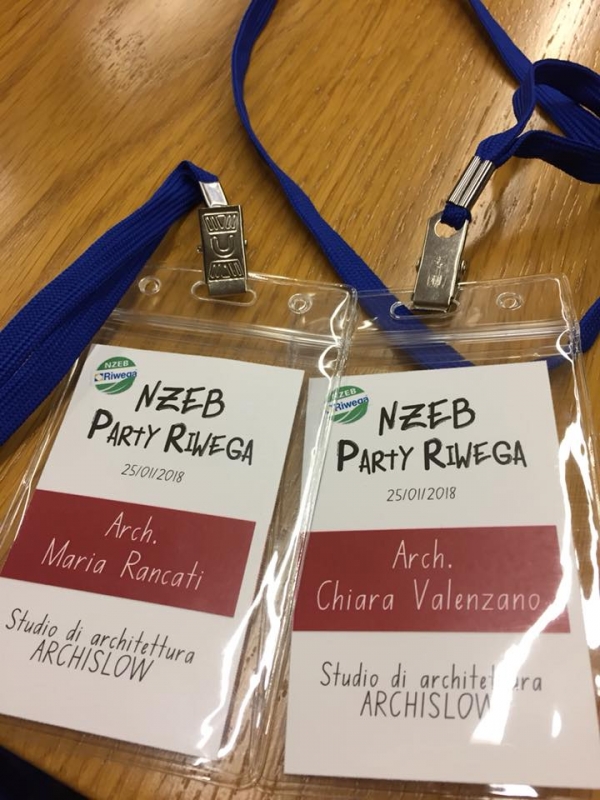 NZEB
Riwega
NZEB
PARTY RIWEGA
25/01/2018
Arch.
Maria Rancati
Studio di architettura
ARCHISLOW
NZEB
Riwega
NZEB
PARTY RIWEGA
25/01/2018
Arch.
Chiara Valenzano
Studio di architettura
ARCHISLOW